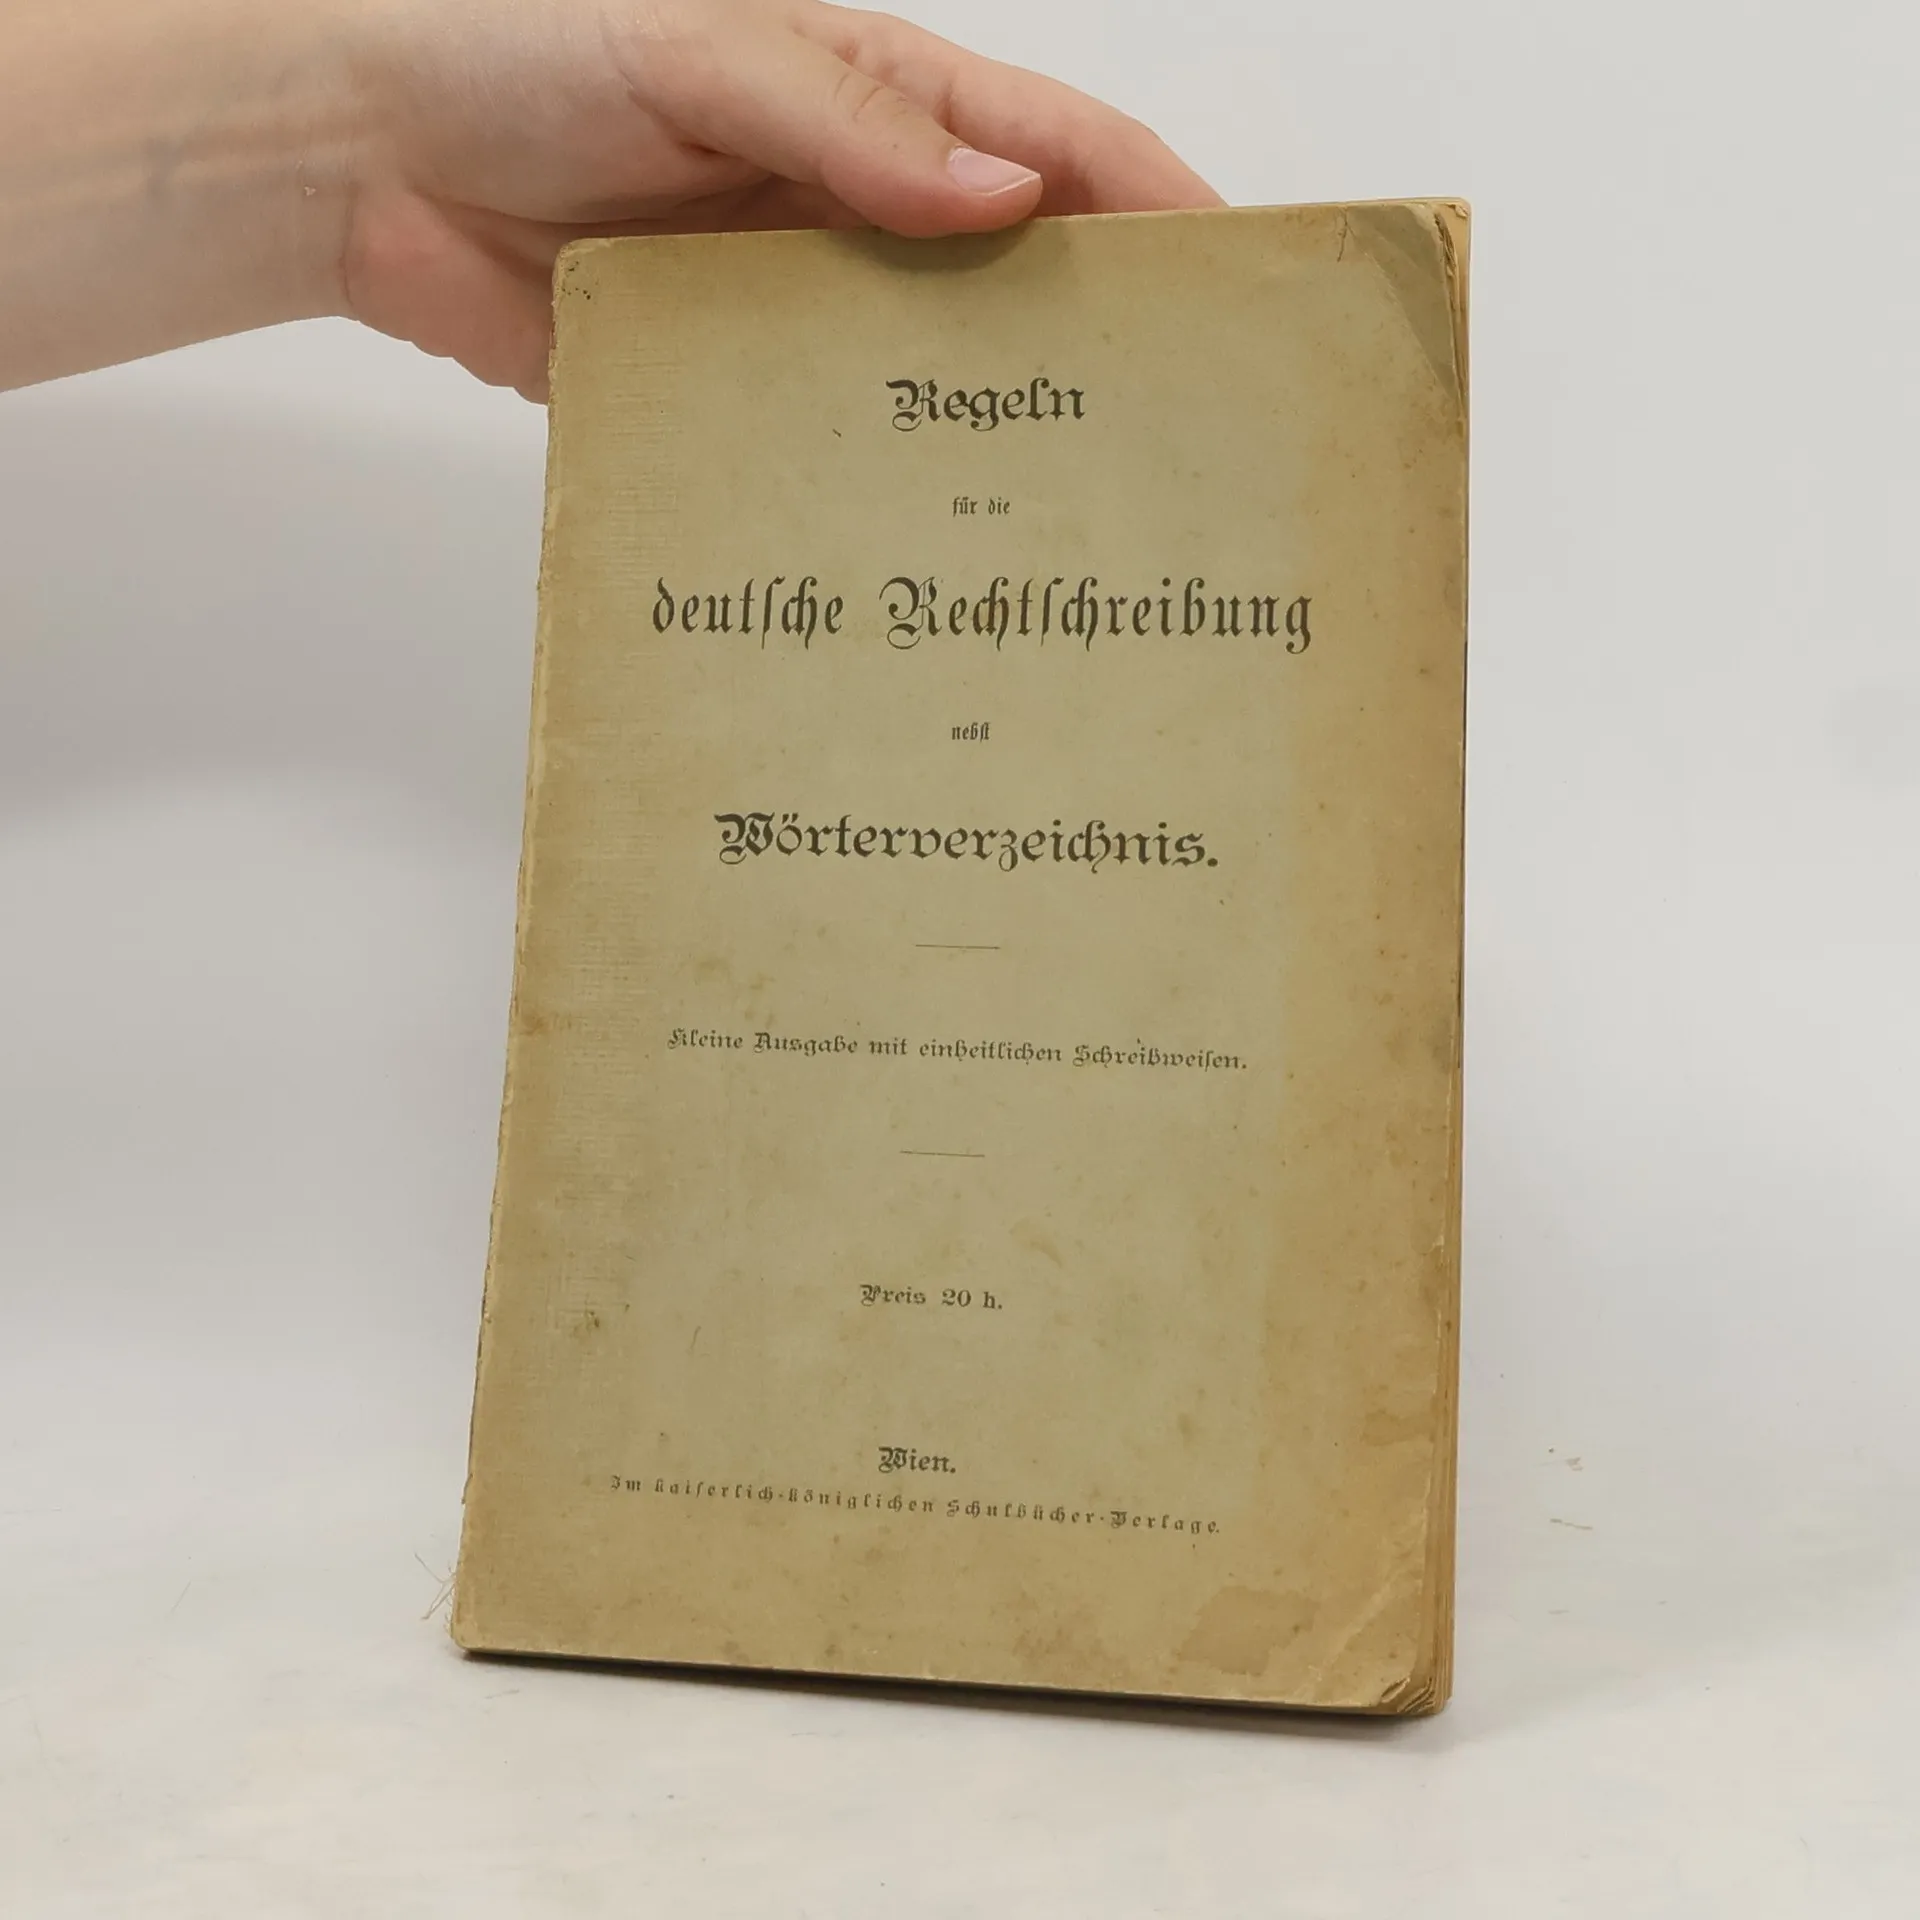 Regeln
für die
deutſche Rechtſchreibung
nebſt
Wörterverzeichnis.
Kleine Ausgabe mit einheitlichen Schreibweiſen.
Preis 20 h.
Wien.
Im kaiſerlich-königlichen Schulbücher-Verlage.